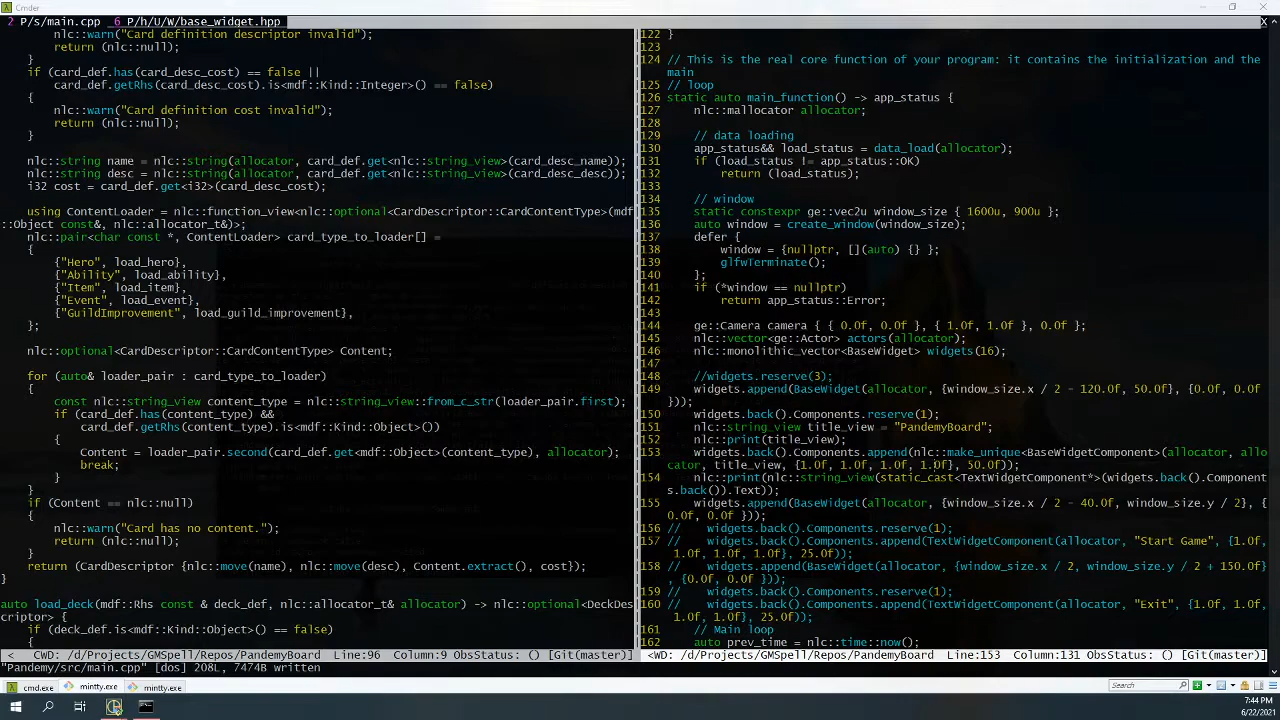 Cmder
2 P/s/main.cpp  6 P/h/U/W/base_widget.hpp
X
        nlc::warn("Card definition descriptor invalid");
        return (nlc::null);
    }
    if (card_def.has(card_desc_cost) == false ||
        card_def.getRhs(card_desc_cost).is<mdf::Kind::Integer>() == false)
    {
        nlc::warn("Card definition cost invalid");
        return (nlc::null);
    }
    nlc::string name = nlc::string(allocator, card_def.get<nlc::string_view>(card_desc_name));
    nlc::string desc = nlc::string(allocator, card_def.get<nlc::string_view>(card_desc_desc));
    i32 cost = card_def.get<i32>(card_desc_cost);
    using ContentLoader = nlc::function_view<nlc::optional<CardDescriptor::CardContentType>(mdf
::Object const&, nlc::allocator_t&)>;
    nlc::pair<char const *, ContentLoader> card_type_to_loader[] =
    {
        {"Hero", load_hero},
        {"Ability", load_ability},
        {"Item", load_item},
        {"Event", load_event},
        {"GuildImprovement", load_guild_improvement},
    };
    nlc::optional<CardDescriptor::CardContentType> Content;
    for (auto& loader_pair : card_type_to_loader)
    {
        const nlc::string_view content_type = nlc::string_view::from_c_str(loader_pair.first);
        if (card_def.has(content_type) &&
            card_def.getRhs(content_type).is<mdf::Kind::Object>())
        {
            Content = loader_pair.second(card_def.get<mdf::Object>(content_type), allocator);
            break;
        }
    }
    if (Content == nlc::null)
    {
        nlc::warn("Card has no content.");
        return (nlc::null);
    }
    return (CardDescriptor {nlc::move(name), nlc::move(desc), Content.extract(), cost});
}
auto load_deck(mdf::Rhs const & deck_def, nlc::allocator_t& allocator) -> nlc::optional<DeckDes
criptor> {
    if (deck_def.is<mdf::Kind::Object>() == false)
    {
<  CWD: /d/Projects/GMSpell/Repos/PandemyBoard  Line:96  Column:9 ObsStatus: () [Git(master)]
122 }
123
124 // This is the real core function of your program: it contains the initialization and the
main
125 // loop
126 static auto main_function() -> app_status {
127     nlc::mallocator allocator;
128
129     // data loading
130     app_status&& load_status = data_load(allocator);
131     if (load_status != app_status::OK)
132         return (load_status);
133
134     // window
135     static constexpr ge::vec2u window_size { 1600u, 900u };
136     auto window = create_window(window_size);
137     defer {
138         window = {nullptr, [](auto) {} };
139         glfwTerminate();
140     };
141     if (*window == nullptr)
142         return app_status::Error;
143
144     ge::Camera camera { { 0.0f, 0.0f }, { 1.0f, 1.0f }, 0.0f };
145     nlc::vector<ge::Actor> actors(allocator);
146     nlc::monolithic_vector<BaseWidget> widgets(16);
147
148     //widgets.reserve(3);
149     widgets.append(BaseWidget(allocator, {window_size.x / 2 - 120.0f, 50.0f}, {0.0f, 0.0f
}));
150     widgets.back().Components.reserve(1);
151     nlc::string_view title_view = "PandemyBoard";
152     nlc::print(title_view);
153     widgets.back().Components.append(nlc::make_unique<BaseWidgetComponent>(allocator, allo
cator, title_view, {1.0f, 1.0f, 1.0f, 1.0f}, 50.0f));
154     nlc::print(nlc::string_view(static_cast<TextWidgetComponent*>(widgets.back().Component
s.back()).Text));
155     widgets.append(BaseWidget(allocator, {window_size.x / 2 - 40.0f, window_size.y / 2}, {
0.0f, 0.0f }));
156 //    widgets.back().Components.reserve(1);
157 //    widgets.back().Components.append(TextWidgetComponent(allocator, "Start Game", {1.0f,
 1.0f, 1.0f, 1.0f}, 25.0f));
158 //    widgets.append(BaseWidget(allocator, {window_size.x / 2, window_size.y / 2 + 150.0f}
, {0.0f, 0.0f }));
159 //    widgets.back().Components.reserve(1);
160 //    widgets.back().Components.append(TextWidgetComponent(allocator, "Exit", {1.0f, 1.0f,
 1.0f, 1.0f}, 25.0f));
161     // Main loop
162     auto prev_time = nlc::time::now();
<WD: /d/Projects/GMSpell/Repos/PandemyBoard  Line:153  Column:131 ObsStatus: () [Git(master)]
"Pandemy/src/main.cpp" [dos] 208L, 7474B written
cmd.exe  mintty.exe  mintty.exe
Search
7:44 PM
6/22/2021